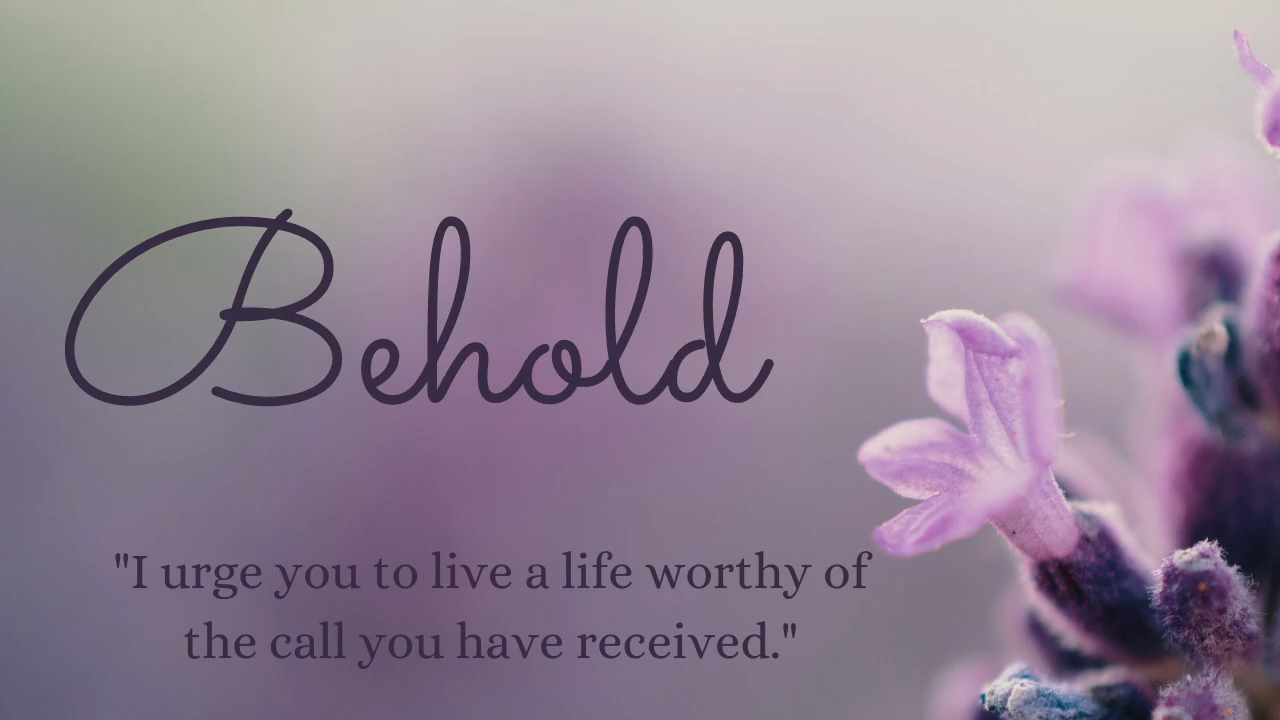 Behold
"I urge you to live a life worthy of
the call you have received."